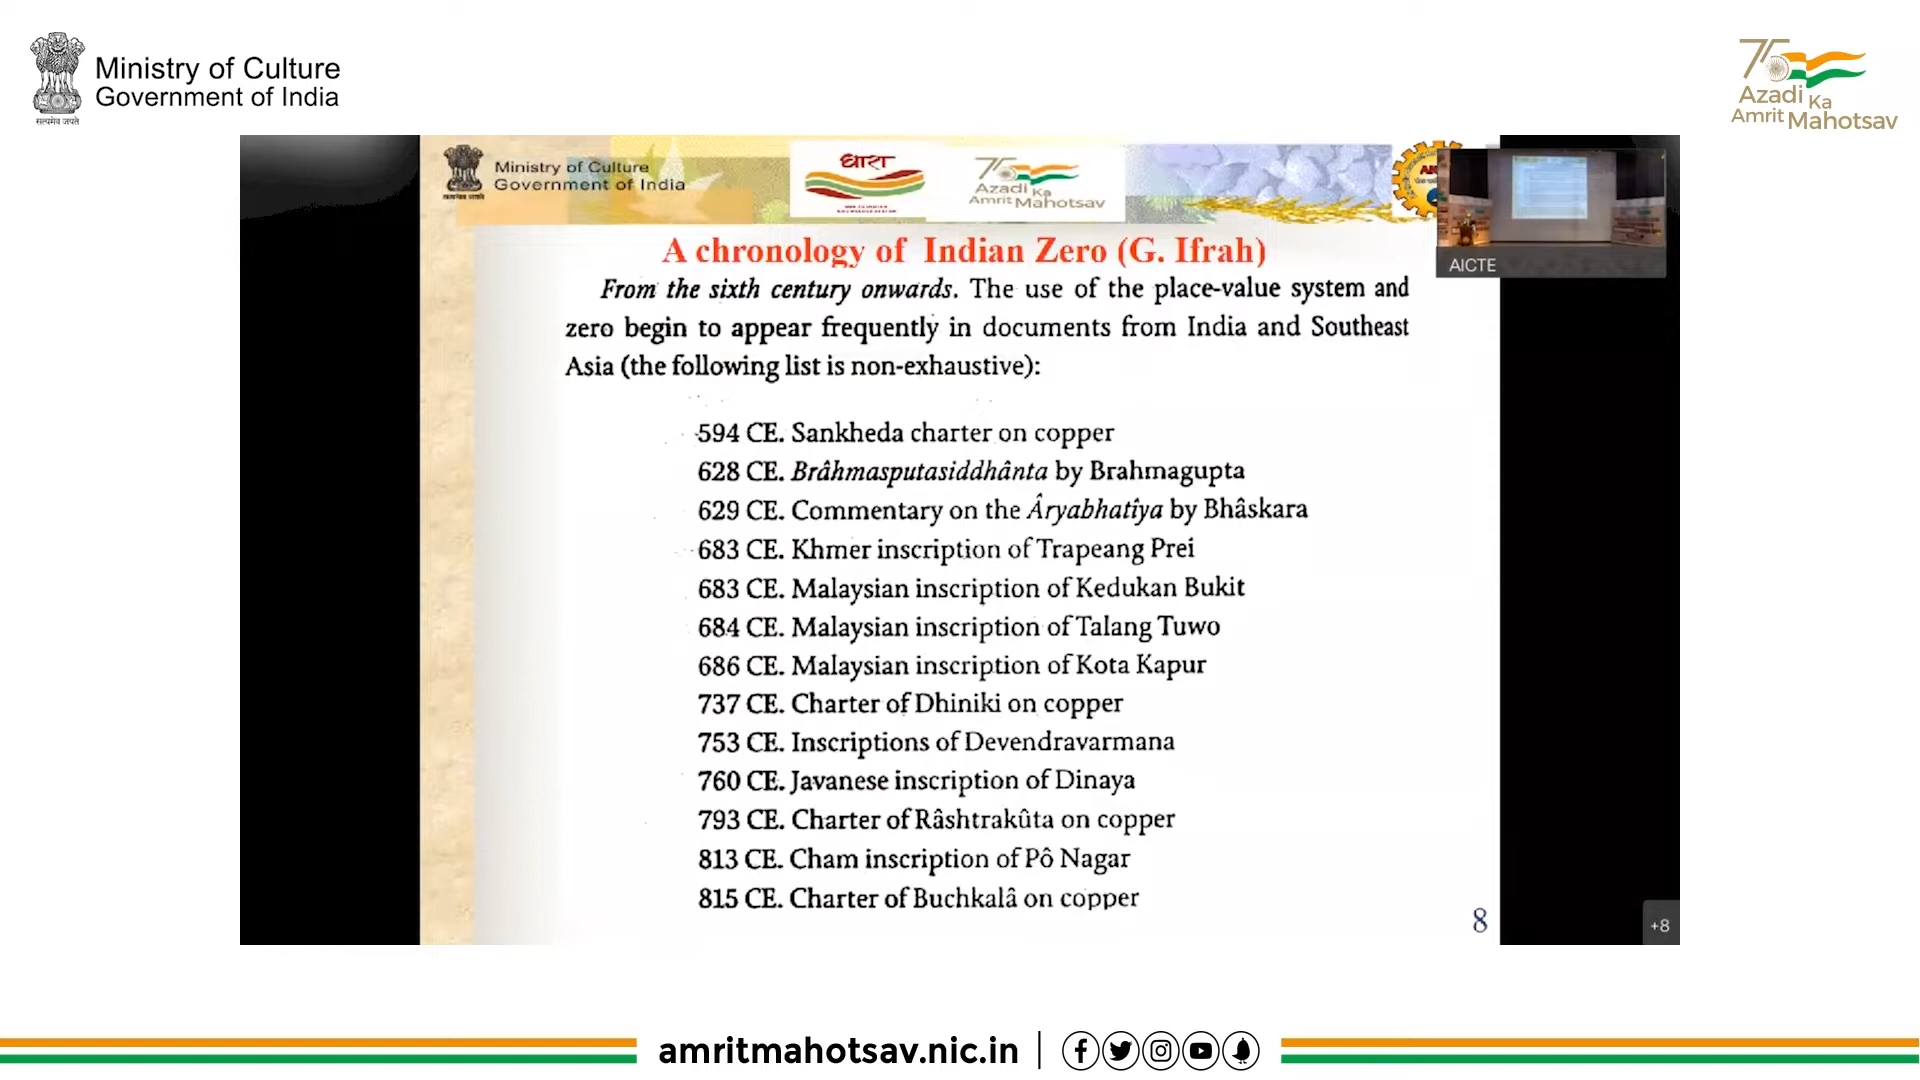 Ministry of Culture
Government of India
सत्यमेव जयते
75
Azadi Ka
Amrit Mahotsav
Ministry of Culture
Government of India
धारा
75
Azadi Ka
Amrit Mahotsav
AICTE
A chronology of Indian Zero (G. Ifrah)
From the sixth century onwards. The use of the place-value system and
zero begin to appear frequently in documents from India and Southeast
Asia (the following list is non-exhaustive):
594 CE. Sankheda charter on copper
628 CE. Brâhmasputasiddhânta by Brahmagupta
629 CE. Commentary on the Âryabhatîya by Bhâskara
683 CE. Khmer inscription of Trapeang Prei
683 CE. Malaysian inscription of Kedukan Bukit
684 CE. Malaysian inscription of Talang Tuwo
686 CE. Malaysian inscription of Kota Kapur
737 CE. Charter of Dhiniki on copper
753 CE. Inscriptions of Devendravarmana
760 CE. Javanese inscription of Dinaya
793 CE. Charter of Râshtrakûta on copper
813 CE. Cham inscription of Pô Nagar
815 CE. Charter of Buchkalâ on copper
8
+8
amritmahotsav.nic.in